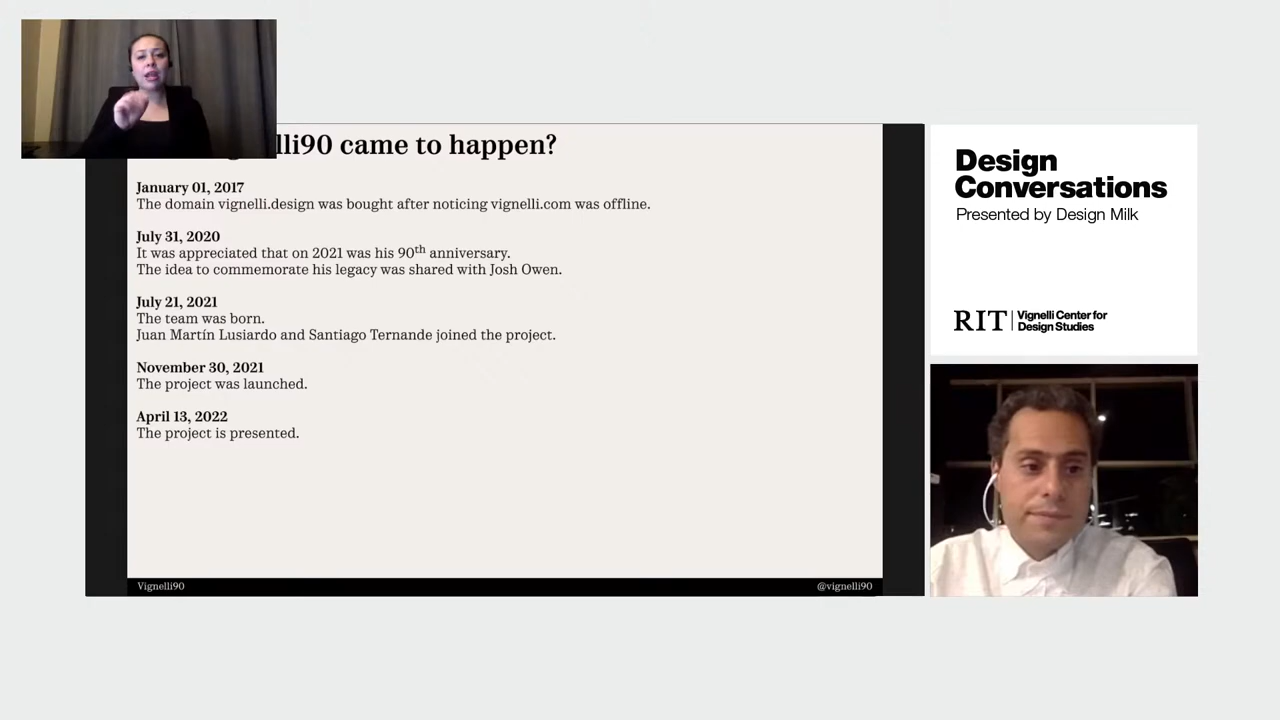 lli90 came to happen?
January 01, 2017
The domain vignelli.design was bought after noticing vignelli.com was offline.
July 31, 2020
It was appreciated that on 2021 was his 90th anniversary.
The idea to commemorate his legacy was shared with Josh Owen.
July 21, 2021
The team was born.
Juan Martín Lusiardo and Santiago Ternande joined the project.
November 30, 2021
The project was launched.
April 13, 2022
The project is presented.
Vignelli90
@vignelli90
Design
Conversations
Presented by Design Milk
RIT
Vignelli Center for
Design Studies